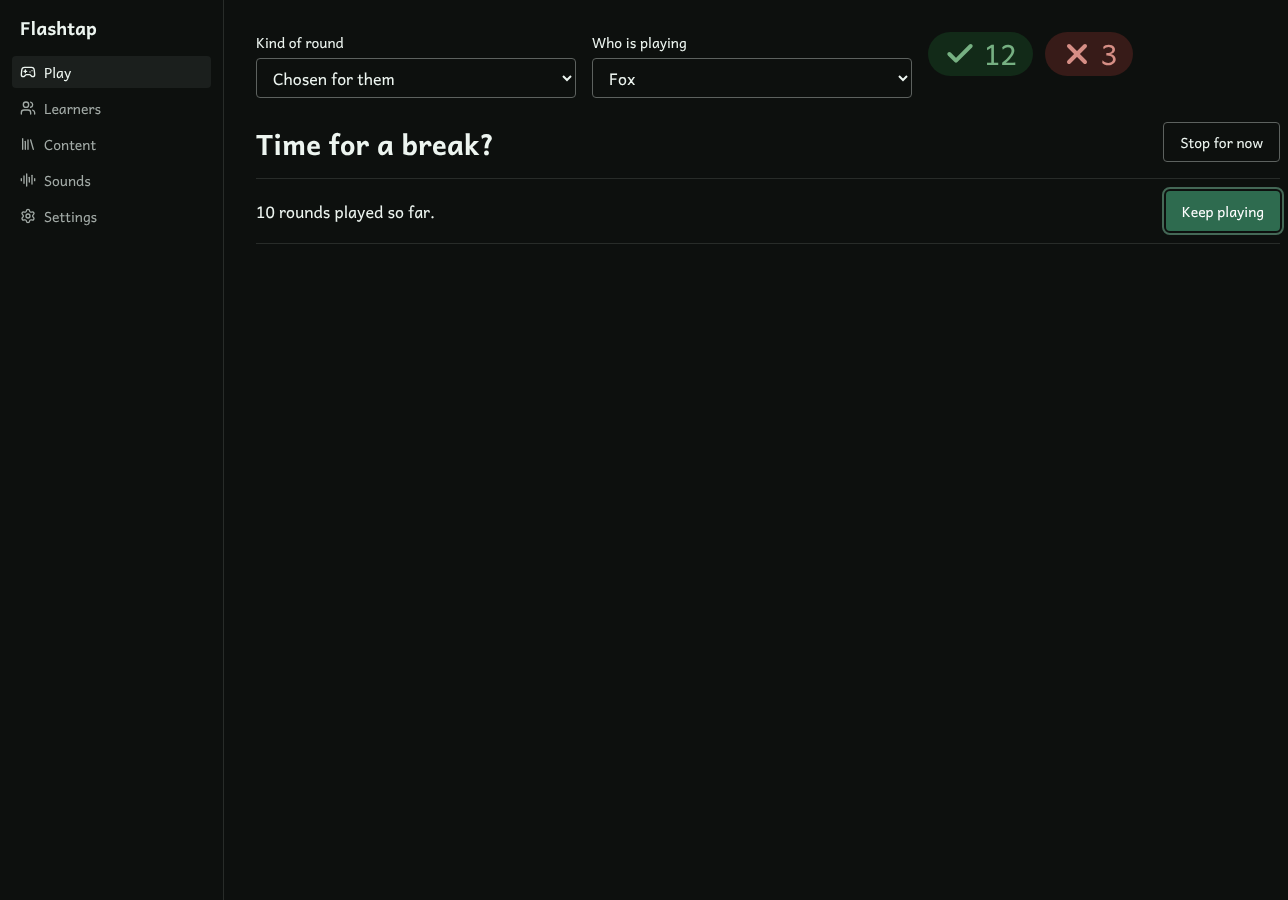 Flashtap
Play
Learners
Content
Sounds
Settings
Kind of round
Chosen for them
Who is playing
Fox
12
3
Time for a break?
Stop for now
10 rounds played so far.
Keep playing